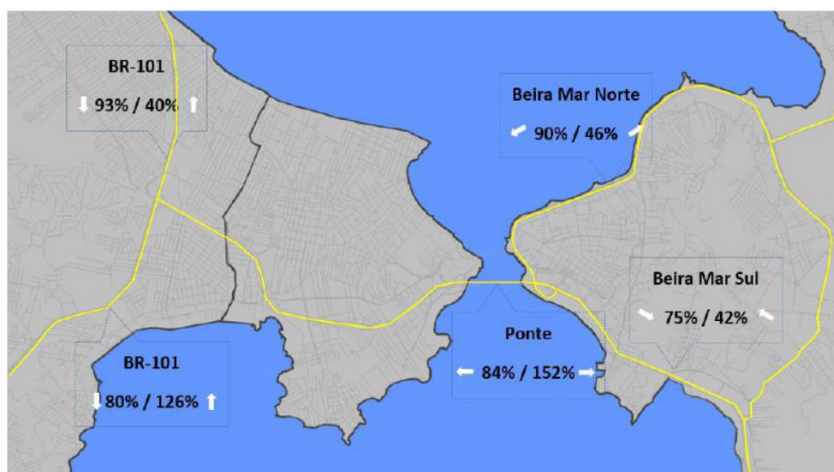 BR-101
93% / 40%
Beira Mar Norte
90% / 46%
Beira Mar Sul
75% / 42%
Ponte
84% / 152%
BR-101
80% / 126%